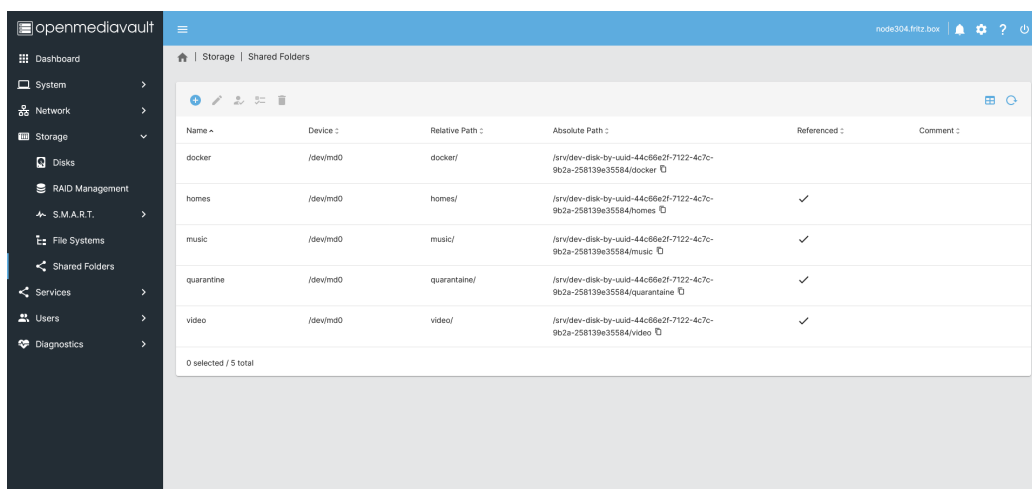 openmediavault
node304.fritz.box
Dashboard
System
Network
Storage
Disks
RAID Management
S.M.A.R.T.
File Systems
Shared Folders
Services
Users
Diagnostics
| Storage | Shared Folders
Name Device Relative Path Absolute Path Referenced Comment
docker /dev/md0 docker/ /srv/dev-disk-by-uuid-44c66e2f-7122-4c7c-
9b2a-258139e35584/docker
homes /dev/md0 homes/ /srv/dev-disk-by-uuid-44c66e2f-7122-4c7c-
9b2a-258139e35584/homes
music /dev/md0 music/ /srv/dev-disk-by-uuid-44c66e2f-7122-4c7c-
9b2a-258139e35584/music
quarantine /dev/md0 quarantaine/ /srv/dev-disk-by-uuid-44c66e2f-7122-4c7c-
9b2a-258139e35584/quarantaine
video /dev/md0 video/ /srv/dev-disk-by-uuid-44c66e2f-7122-4c7c-
9b2a-258139e35584/video
0 selected / 5 total